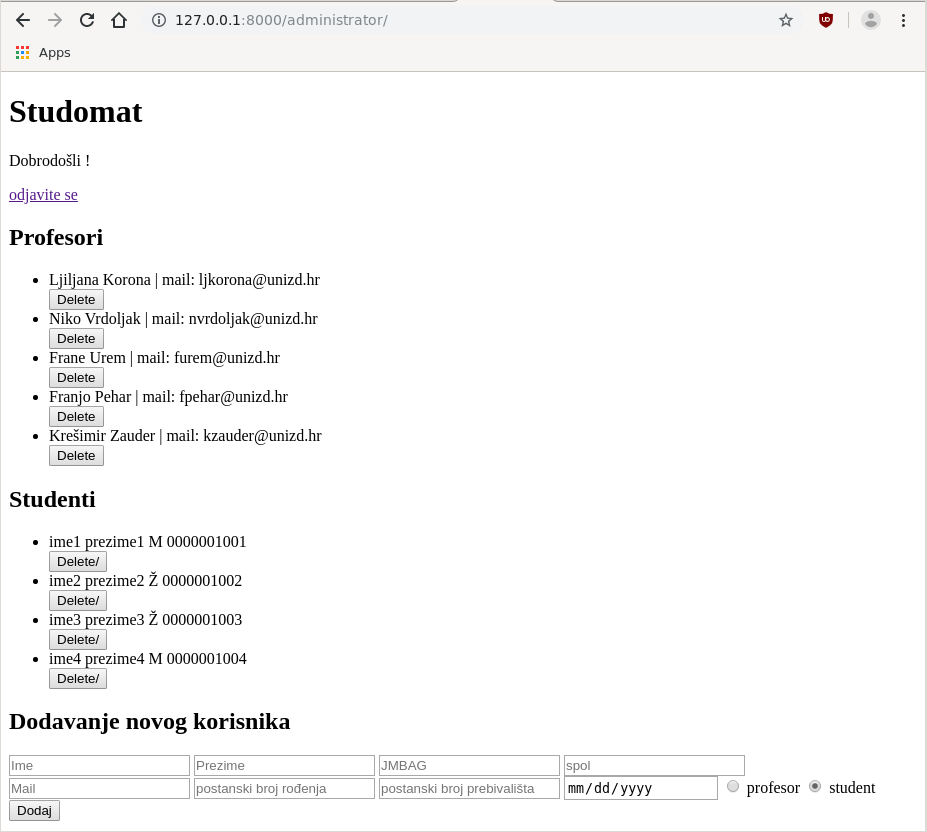 127.0.0.1:8000/administrator/
Apps
Studomat
Dobrodošli !
odjavite se
Profesori
Ljiljana Korona | mail: ljkorona@unizd.hr
Delete
Niko Vrdoljak | mail: nvrdoljak@unizd.hr
Delete
Frane Urem | mail: furem@unizd.hr
Delete
Franjo Pehar | mail: fpehar@unizd.hr
Delete
Krešimir Zauder | mail: kzauder@unizd.hr
Delete
Studenti
ime1 prezime1 M 0000001001
Delete/
ime2 prezime2 Ž 0000001002
Delete/
ime3 prezime3 Ž 0000001003
Delete/
ime4 prezime4 M 0000001004
Delete/
Dodavanje novog korisnika
Ime Prezime JMBAG spol
Mail postanski broj rođenja postanski broj prebivališta mm/dd/yyyy profesor student
Dodaj